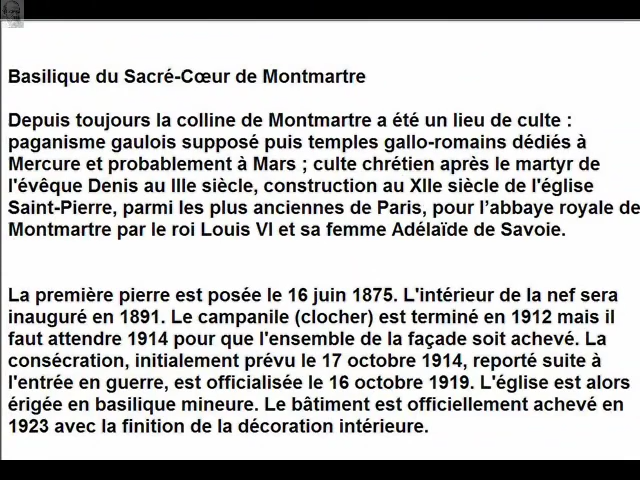 Basilique du Sacré-Cœur de Montmartre
Depuis toujours la colline de Montmartre a été un lieu de culte :
paganisme gaulois supposé puis temples gallo-romains dédiés à
Mercure et probablement à Mars ; culte chrétien après le martyr de
l'évêque Denis au IIIe siècle, construction au XIIe siècle de l'église
Saint-Pierre, parmi les plus anciennes de Paris, pour l’abbaye royale de
Montmartre par le roi Louis VI et sa femme Adélaïde de Savoie.
La première pierre est posée le 16 juin 1875. L'intérieur de la nef sera
inauguré en 1891. Le campanile (clocher) est terminé en 1912 mais il
faut attendre 1914 pour que l'ensemble de la façade soit achevé. La
consécration, initialement prévu le 17 octobre 1914, reporté suite à
l'entrée en guerre, est officialisée le 16 octobre 1919. L'église est alors
érigée en basilique mineure. Le bâtiment est officiellement achevé en
1923 avec la finition de la décoration intérieure.